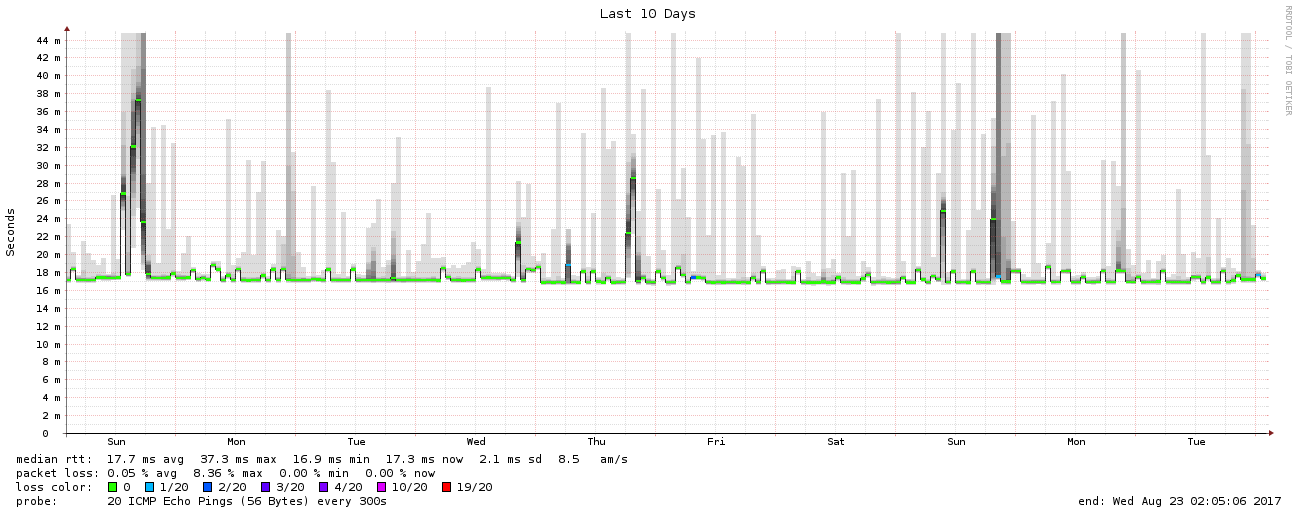 Last 10 Days
RRDTOOL / TOBI OETIKER
Seconds
44 m
42 m
40 m
38 m
36 m
34 m
32 m
30 m
28 m
26 m
24 m
22 m
20 m
18 m
16 m
14 m
12 m
10 m
8 m
6 m
4 m
2 m
0
Sun Mon Tue Wed Thu Fri Sat Sun Mon Tue
median rtt: 17.7 ms avg 37.3 ms max 16.9 ms min 17.3 ms now 2.1 ms sd 8.5 am/s
packet loss: 0.05 % avg 8.36 % max 0.00 % min 0.00 % now
loss color: 0 1/20 2/20 3/20 4/20 10/20 19/20
probe: 20 ICMP Echo Pings (56 Bytes) every 300s end: Wed Aug 23 02:05:06 2017